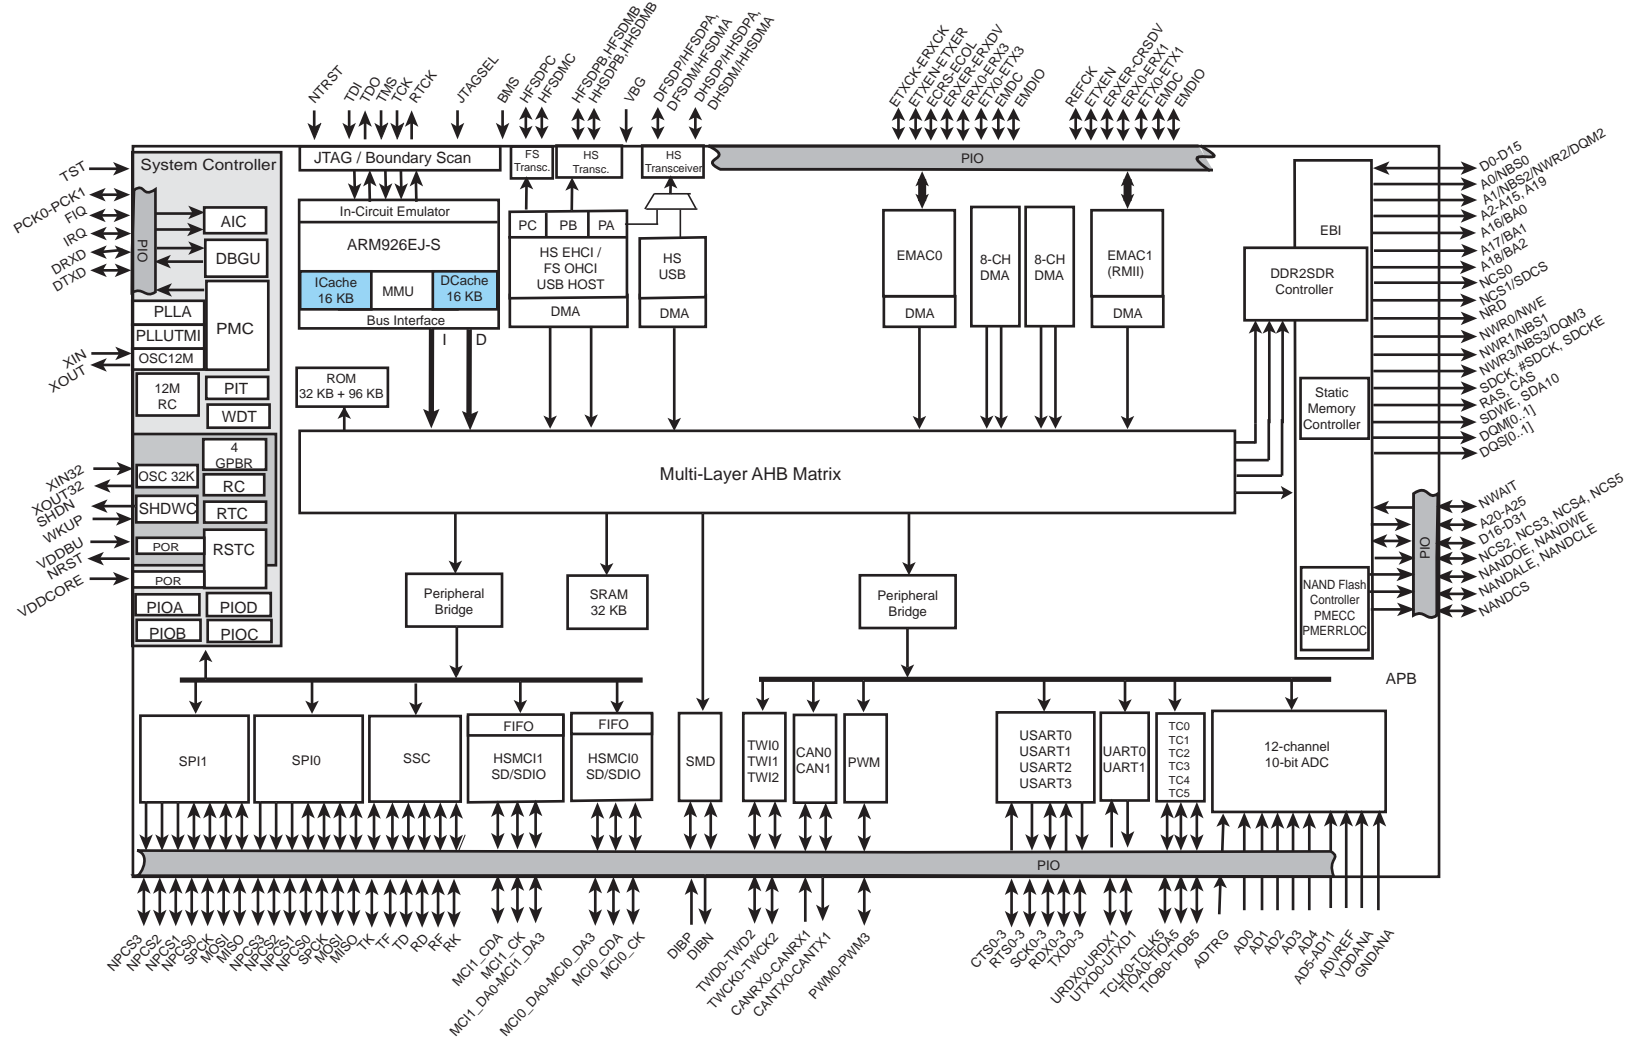 NTRST
TDI
TDO
TMS
TCK
RTCK
JTAGSEL
BMS
HFSDPC
HFSDMC
HFSDPB,HFSDMB
HHSDPB,HHSDMB
VBG
DFSDP/HFSDPA,
DFSDM/HFSDMA
DHSDP/HHSDPA,
DHSDM/HHSDMA
ETXCK-ERXCK
ETXEN-ETXER
ECRS-ECOL
ERXER-ERXDV
ERX0-ERX3
ETX0-ETX3
EMDC
EMDIO
REFCK
ETXEN
ERXER-CRSDV
ERX0-ERX1
ETX0-ETX1
EMDC
EMDIO
TST
PCK0-PCK1
FIQ
IRQ
DRXD
DTXD
XIN
XOUT
XIN32
XOUT32
SHDN
WKUP
VDDBU
NRST
VDDCORE
System Controller
PIO
AIC
DBGU
PMC
PLLA
PLLUTMI
OSC12M
12M
RC
PIT
WDT
4
GPBR
OSC 32K
RC
SHDWC
RTC
POR
RSTC
POR
PIOA
PIOD
PIOB
PIOC
JTAG / Boundary Scan
In-Circuit Emulator
ARM926EJ-S
ICache
16 KB
MMU
DCache
16 KB
Bus Interface
I
D
FS
Transc.
HS
Transc.
HS
Transceiver
PC
PB
PA
HS EHCI /
FS OHCI
USB HOST
DMA
HS
USB
DMA
PIO
EMAC0
DMA
8-CH
DMA
8-CH
DMA
EMAC1
(RMII)
DMA
EBI
DDR2SDR
Controller
Static
Memory
Controller
NAND Flash
Controller
PMECC
PMERRLOC
PIO
D0-D15
A0/NBS0
A1/NBS2/NWR2/DQM2
A2-A15, A19
A16/BA0
A17/BA1
A18/BA2
NCS0
NCS1/SDCS
NRD
NWR0/NWE
NWR1/NBS1
NWR3/NBS3/DQM3
SDCK, #SDCK, SDCKE
RAS, CAS
SDWE, SDA10
DQM[0..1]
DQS[0..1]
NWAIT
A20-A25
D16-D31
NCS2, NCS3, NCS4, NCS5
NANDOE, NANDWE
NANDALE, NANDCLE
NANDCS
ROM
32 KB + 96 KB
Multi-Layer AHB Matrix
Peripheral
Bridge
SRAM
32 KB
Peripheral
Bridge
APB
SPI1
SPI0
SSC
FIFO
HSMCI1
SD/SDIO
FIFO
HSMCI0
SD/SDIO
SMD
TWI0
TWI1
TWI2
CAN0
CAN1
PWM
USART0
USART1
USART2
USART3
UART0
UART1
TC0
TC1
TC2
TC3
TC4
TC5
12-channel
10-bit ADC
PIO
NPCS3
NPCS2
NPCS1
NPCS0
SPCK
MOSI
MISO
NPCS3
NPCS2
NPCS1
NPCS0
SPCK
MOSI
MISO
TK
TF
TD
RD
RF
RK
MCI1_CDA
MCI1_CK
MCI1_DA0-MCI1_DA3
MCI0_DA0-MCI0_DA3
MCI0_CDA
MCI0_CK
DIBP
DIBN
TWD0-TWD2
TWCK0-TWCK2
CANRX0-CANRX1
CANTX0-CANTX1
PWM0-PWM3
CTS0-3
RTS0-3
SCK0-3
RDX0-3
TXD0-3
URDX0-URDX1
UTXD0-UTXD1
TCLK0-TCLK5
TIOA0-TIOA5
TIOB0-TIOB5
ADTRG
AD0
AD1
AD2
AD3
AD4
AD5-AD11
ADVREF
VDDANA
GNDANA